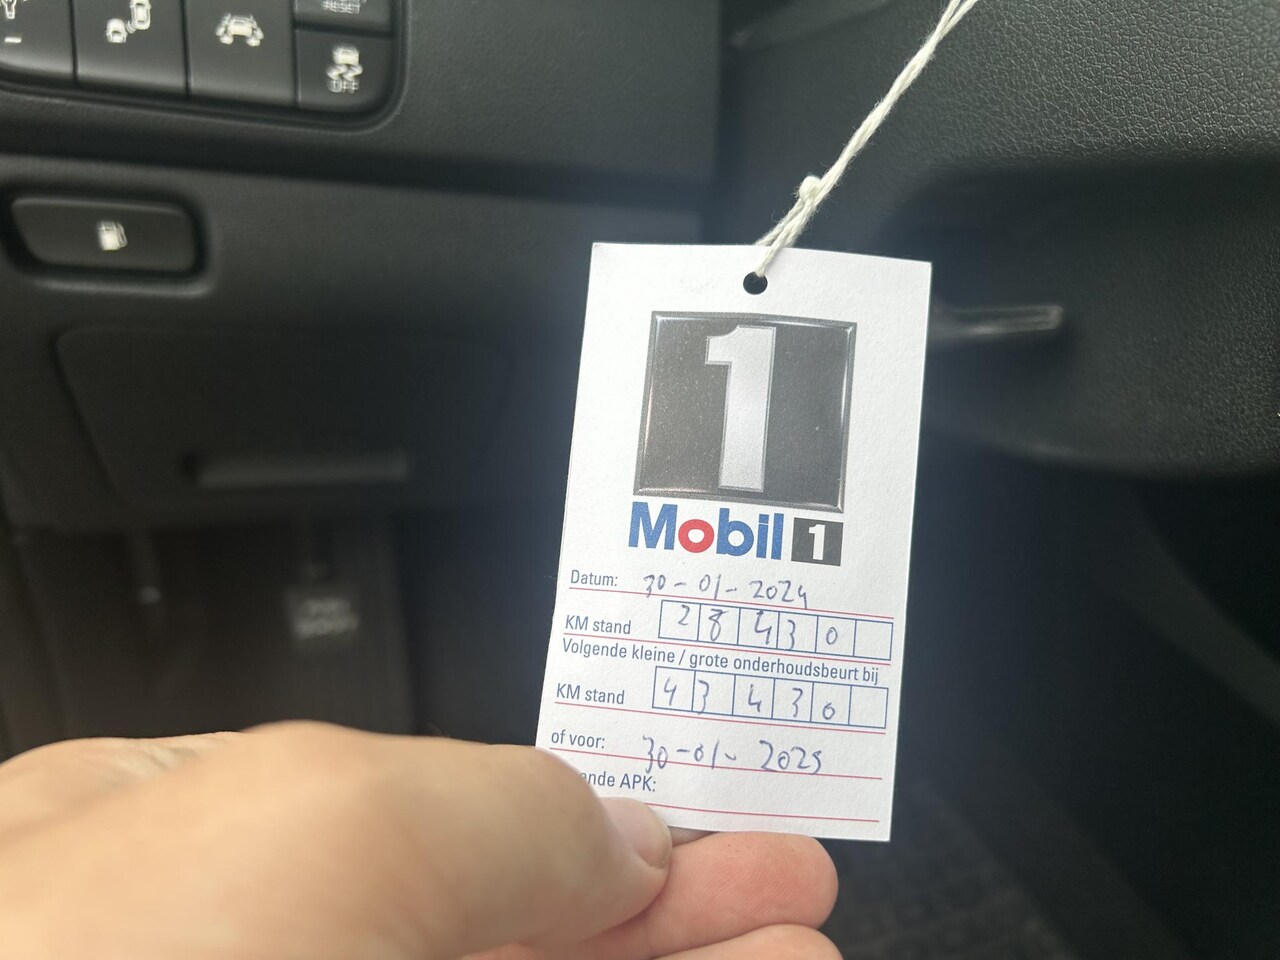 RESET
OFF
1
Mobil 1
Datum: 30-01-2024
KM stand 28430
Volgende kleine / grote onderhoudsbeurt bij
KM stand 43430
of voor: 30-01-2025
APK: